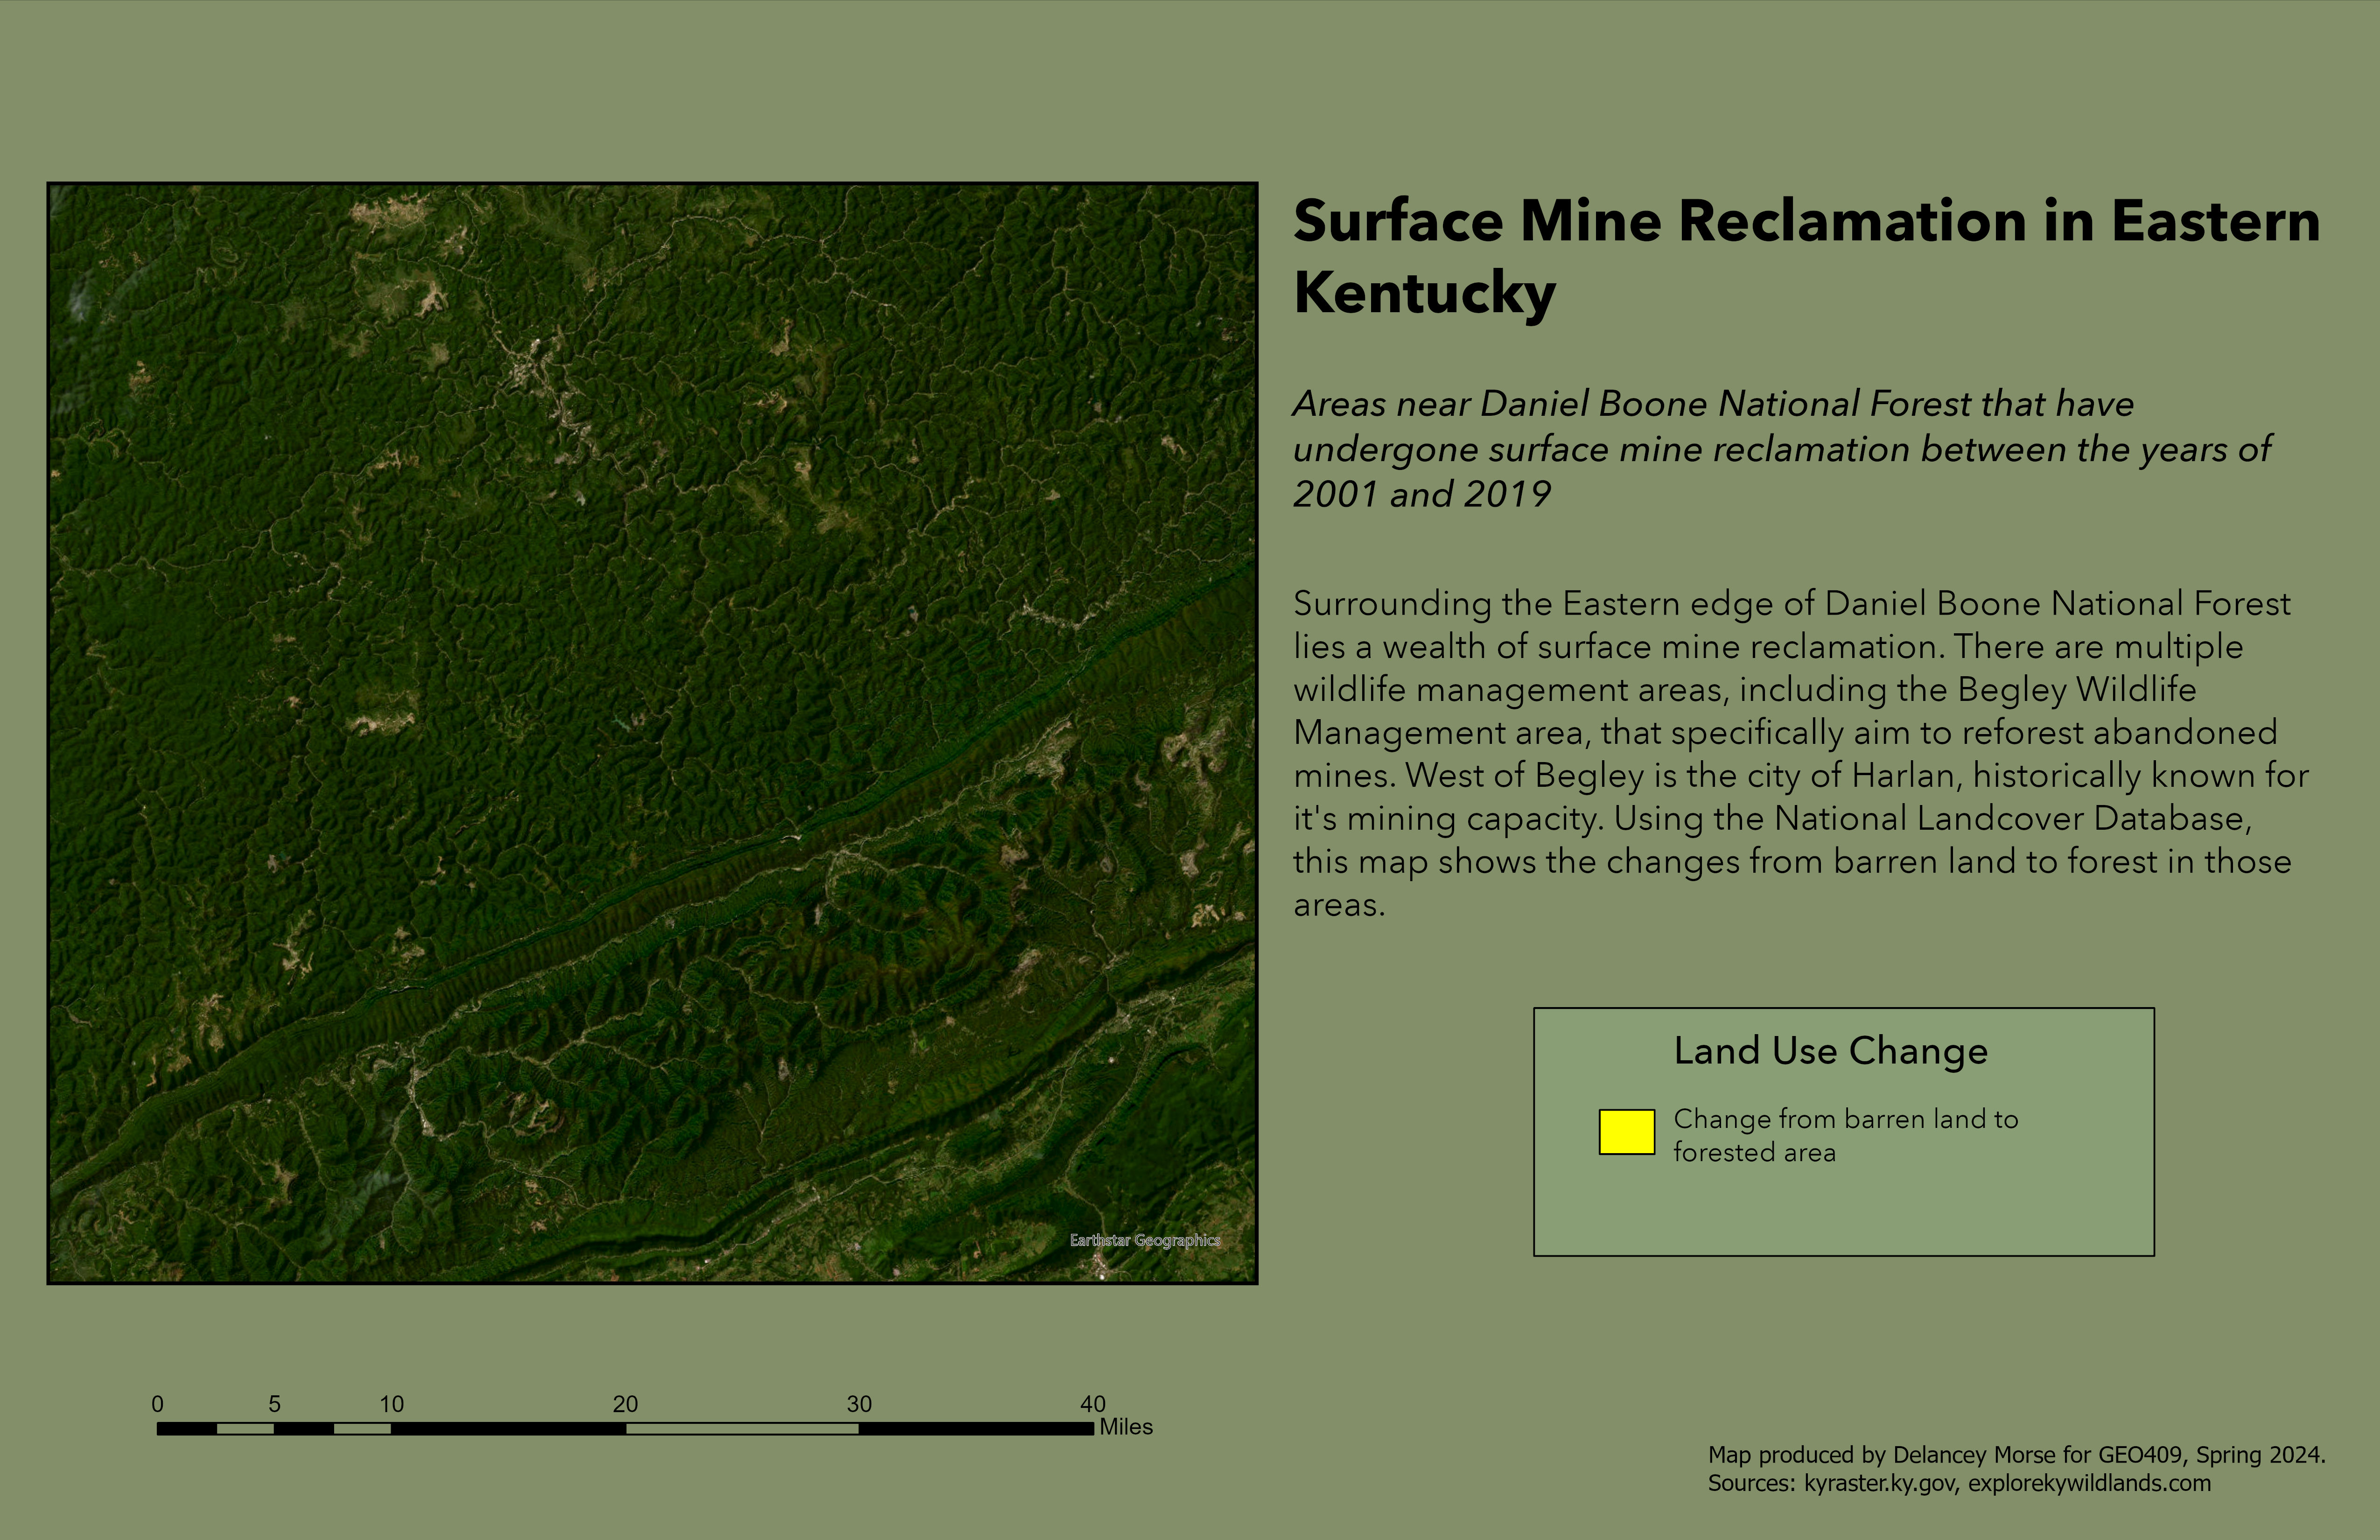 Surface Mine Reclamation in Eastern
Kentucky
Areas near Daniel Boone National Forest that have
undergone surface mine reclamation between the years of
2001 and 2019
Surrounding the Eastern edge of Daniel Boone National Forest
lies a wealth of surface mine reclamation. There are multiple
wildlife management areas, including the Begley Wildlife
Management area, that specifically aim to reforest abandoned
mines. West of Begley is the city of Harlan, historically known for
it's mining capacity. Using the National Landcover Database,
this map shows the changes from barren land to forest in those
areas.
Land Use Change
Change from barren land to
forested area
Earthstar Geographics
0 5 10 20 30 40
Miles
Map produced by Delancey Morse for GEO409, Spring 2024.
Sources: kyraster.ky.gov, explorekywildlands.com